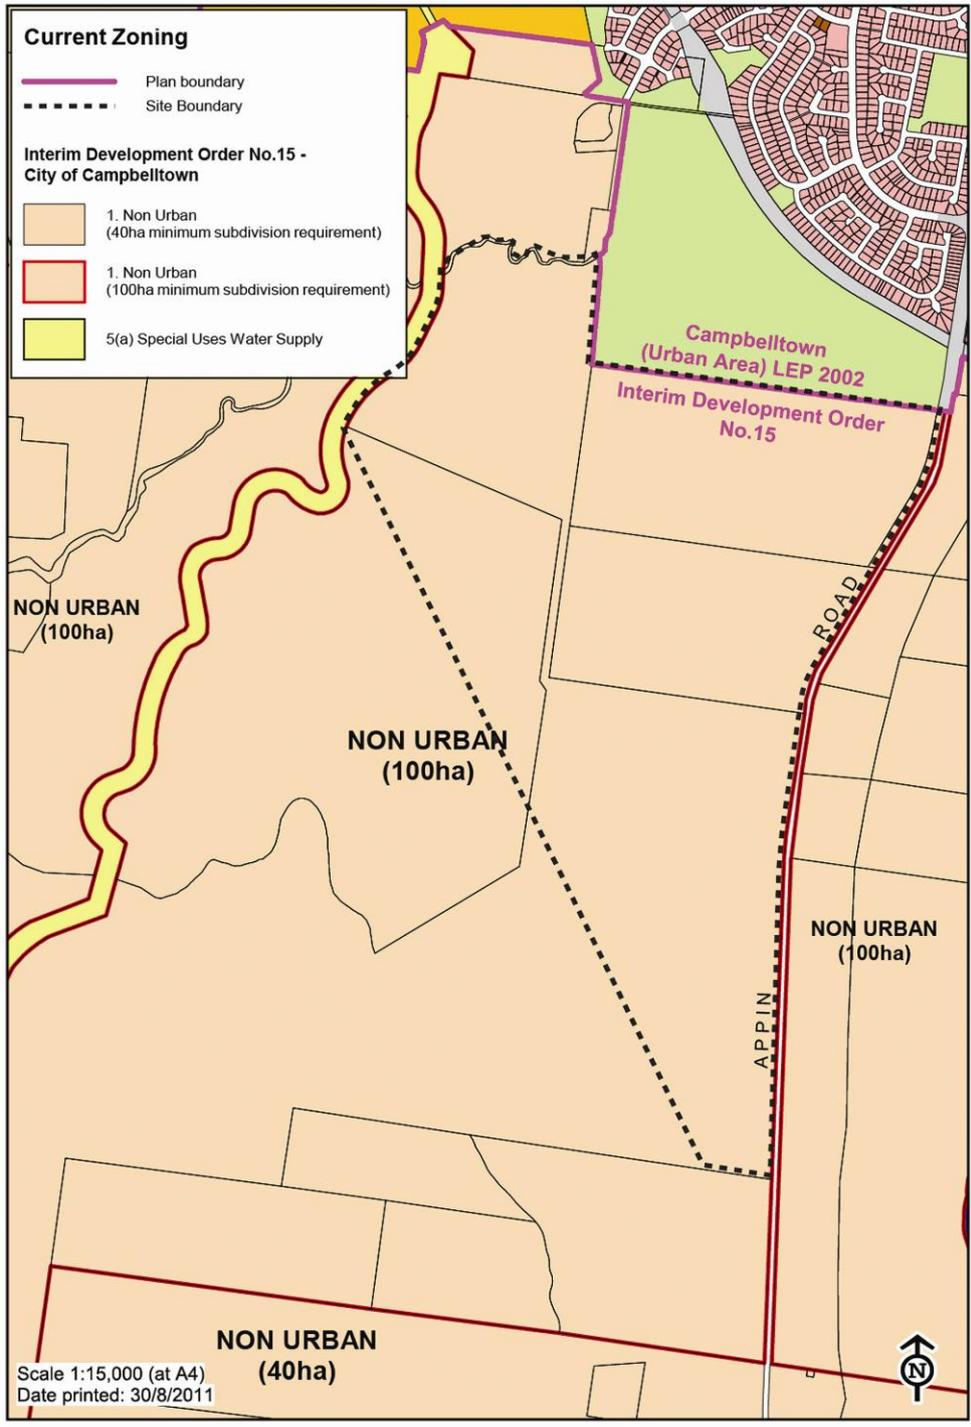 Current Zoning
Plan boundary
Site Boundary
Interim Development Order No.15 -
City of Campbelltown
1. Non Urban
(40ha minimum subdivision requirement)
1. Non Urban
(100ha minimum subdivision requirement)
5(a) Special Uses Water Supply
Campbelltown
(Urban Area) LEP 2002
Interim Development Order
No.15
ROAD
NON URBAN
(100ha)
NON URBAN
(100ha)
NON URBAN
(100ha)
APPIN
NON URBAN
(40ha)
Scale 1:15,000 (at A4)
Date printed: 30/8/2011
N